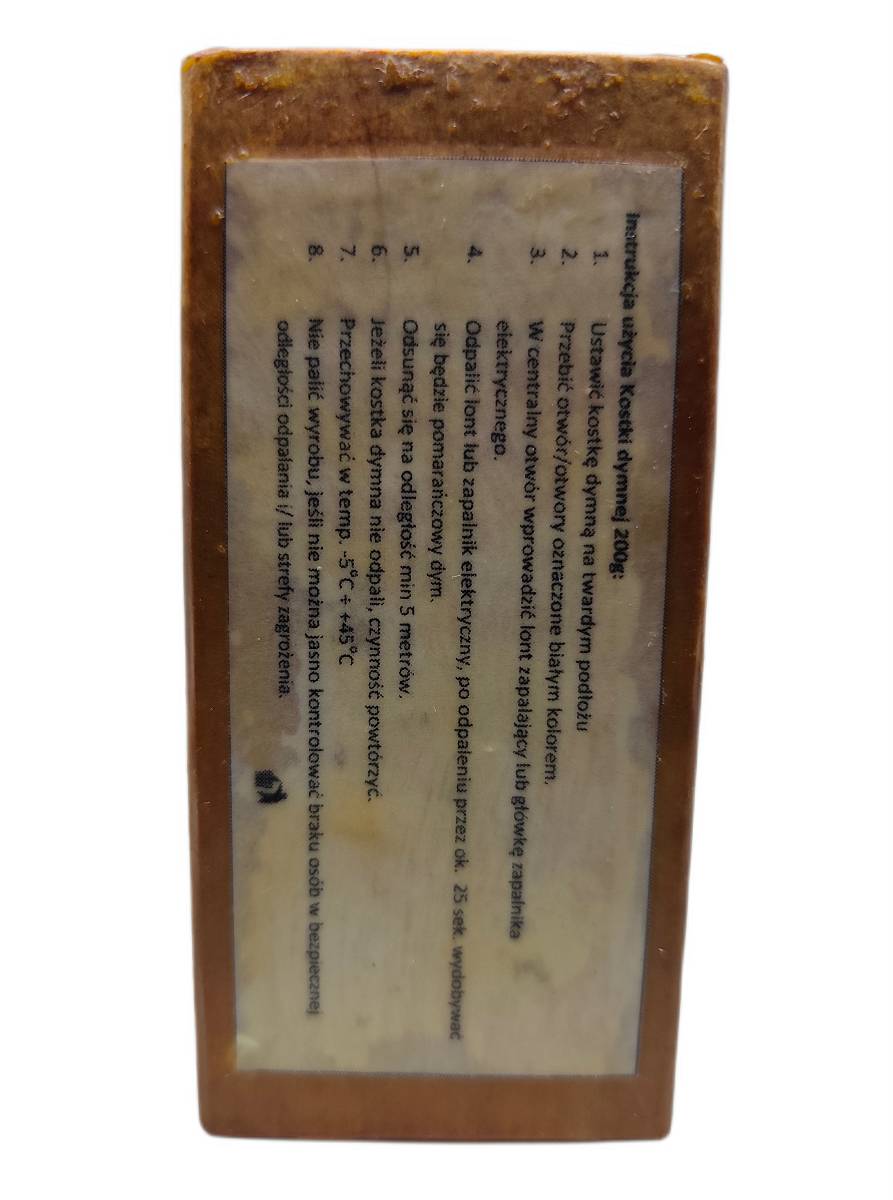 Instrukcja użycia Kostki dymnej 200g:
1. Ustawić kostkę dymną na twardym podłożu
2. Przebić otwór/otwory oznaczone białym kolorem.
3. W centralny otwór wprowadzić lont zapalający lub główkę zapalnika
elektrycznego.
4. Odpalić lont lub zapalnik elektryczny, po odpaleniu przez ok. 25 sek. wydobywać
się będzie pomarańczowy dym.
5. Odsunąć się na odległość min 5 metrów.
6. Jeżeli kostka dymna nie odpali, czynność powtórzyć.
7. Przechowywać w temp. -5°C ÷ +45°C
8. Nie palić wyrobu, jeśli nie można jasno kontrolować braku osób w bezpiecznej
odległości odpalania i/ lub strefy zagrożenia.